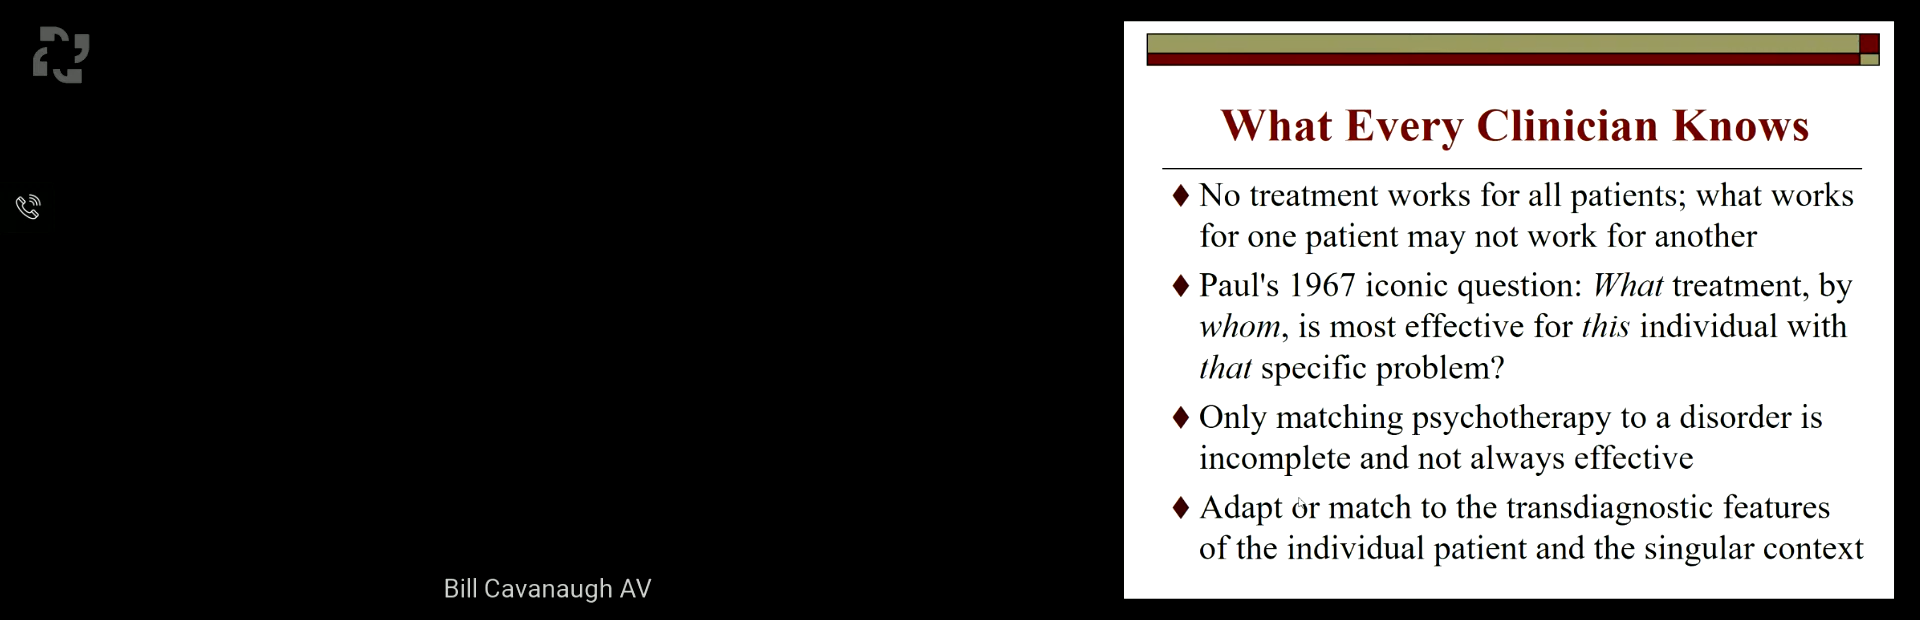 What Every Clinician Knows
No treatment works for all patients; what works
for one patient may not work for another
Paul's 1967 iconic question: What treatment, by
whom, is most effective for this individual with
that specific problem?
Only matching psychotherapy to a disorder is
incomplete and not always effective
Adapt or match to the transdiagnostic features
of the individual patient and the singular context
Bill Cavanaugh AV